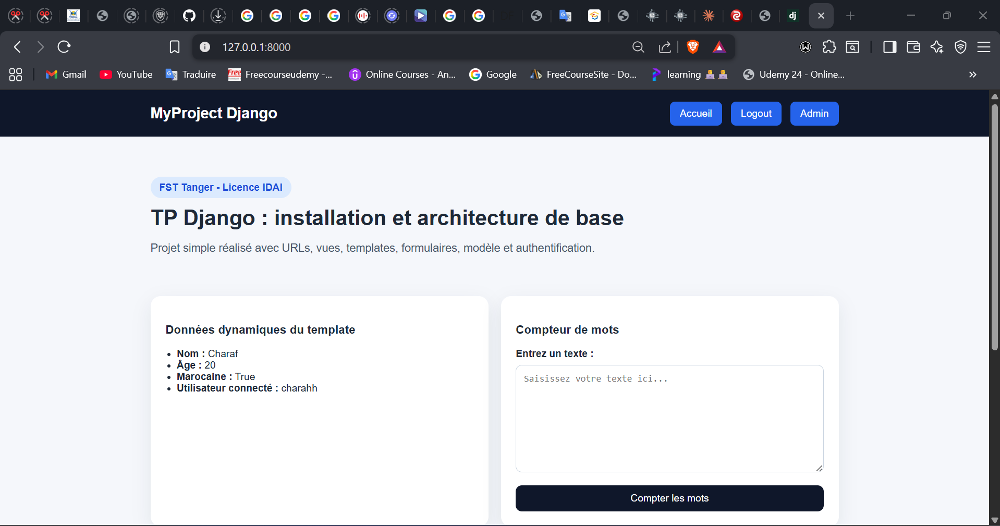 127.0.0.1:8000
Gmail YouTube Traduire Freecourseudemy -... Online Courses - An... Google FreeCourseSite - Do... learning Udemy 24 - Online...
MyProject Django
Accueil Logout Admin
FST Tanger - Licence IDAI
TP Django : installation et architecture de base
Projet simple réalisé avec URLs, vues, templates, formulaires, modèle et authentification.
Données dynamiques du template
Nom : Charaf
Âge : 20
Marocaine : True
Utilisateur connecté : charahh
Compteur de mots
Entrez un texte :
Saisissez votre texte ici...
Compter les mots